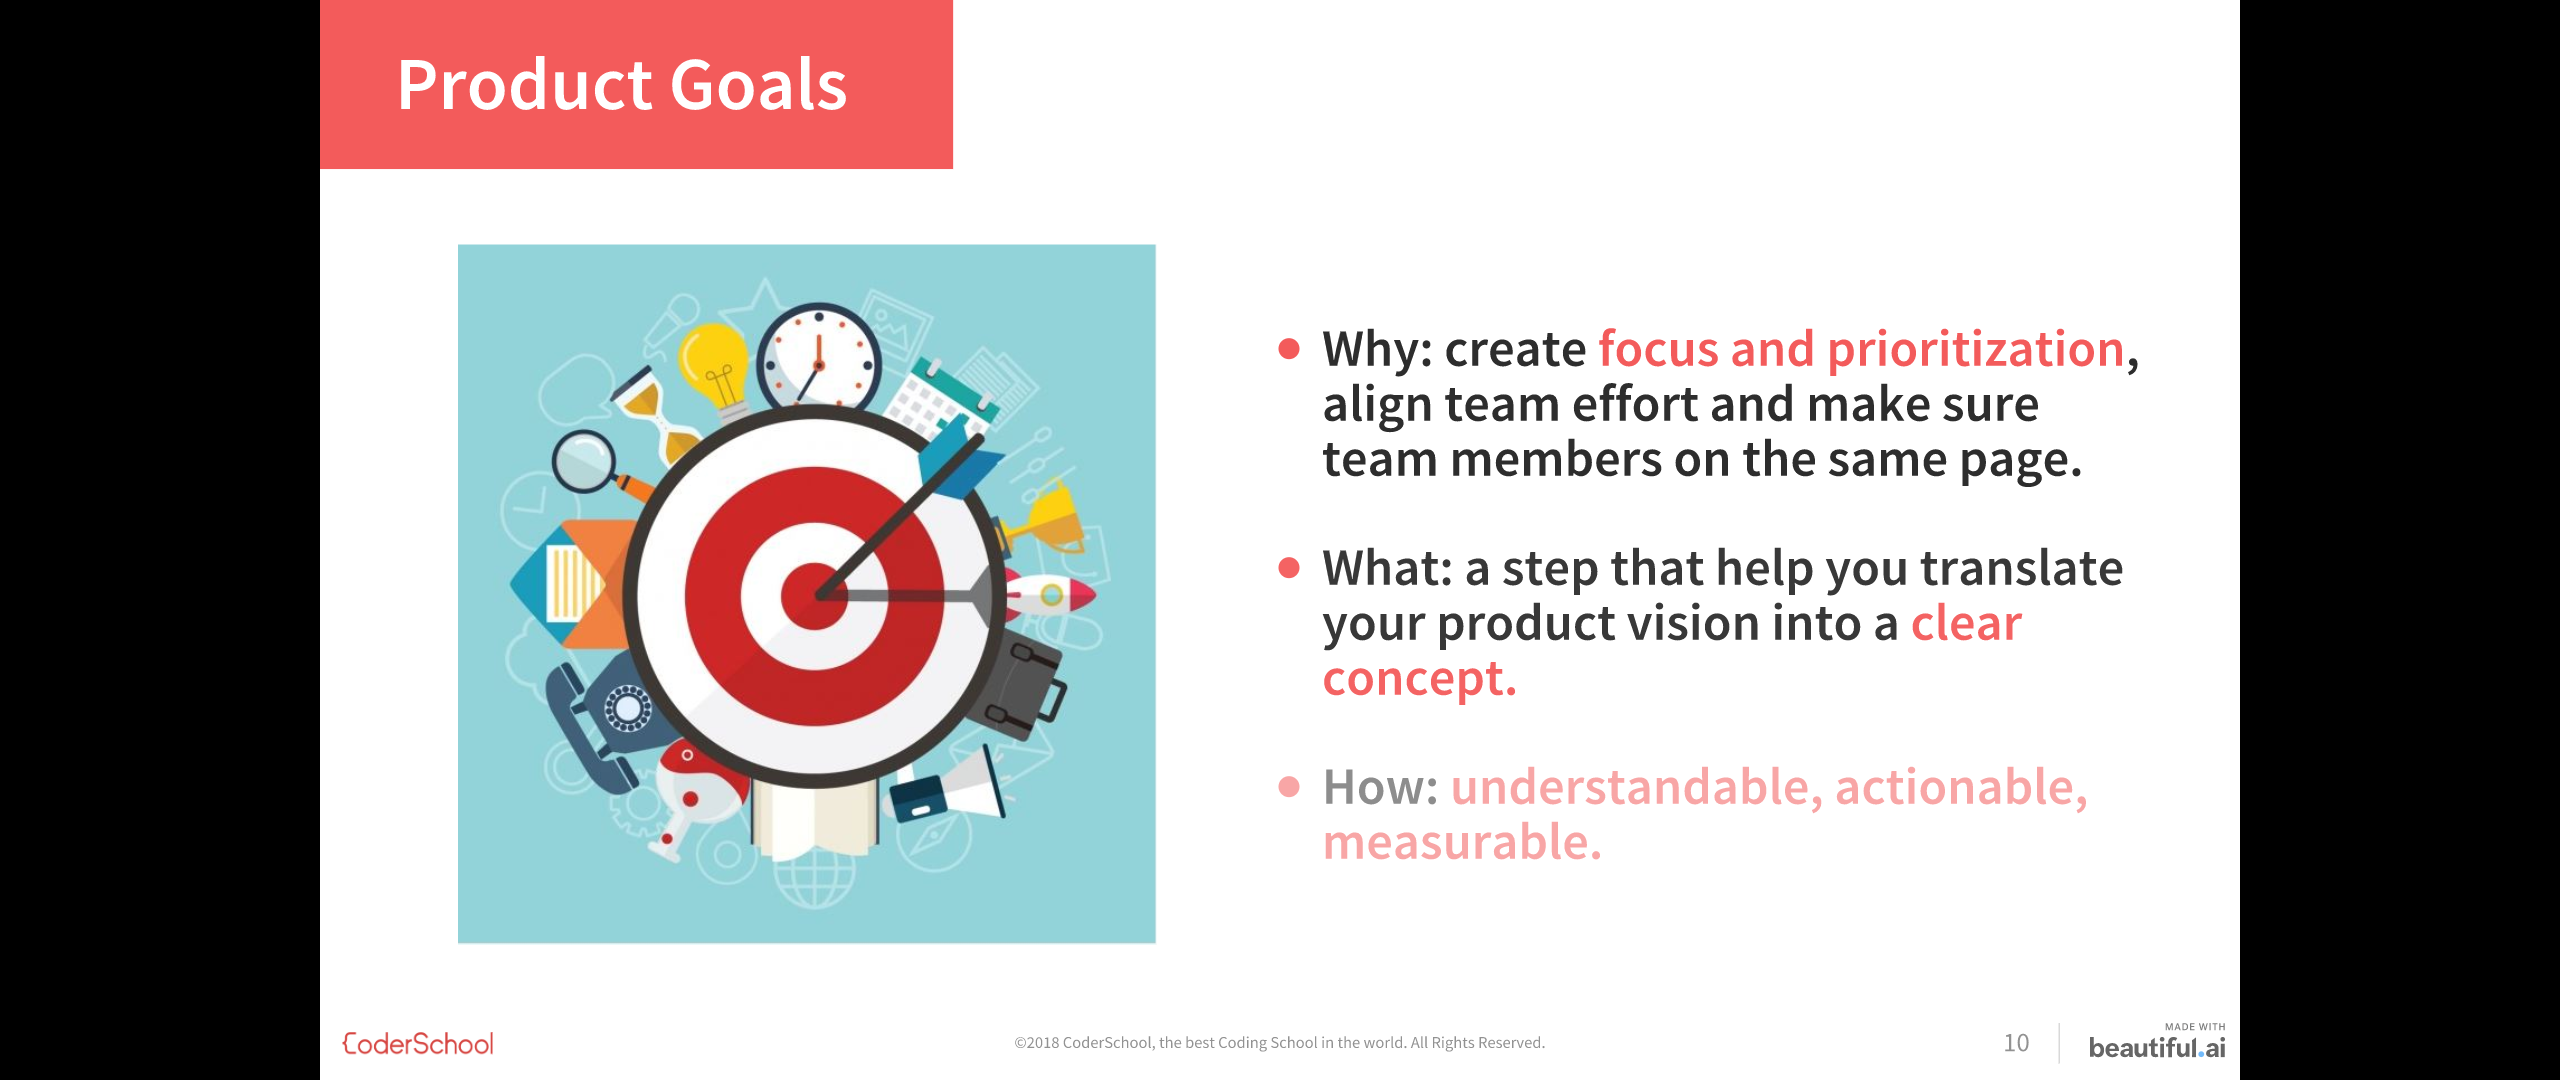 Product Goals
Why: create focus and prioritization,
align team effort and make sure
team members on the same page.
What: a step that help you translate
your product vision into a clear
concept.
How: understandable, actionable,
measurable.
CoderSchool
©2018 CoderSchool, the best Coding School in the world. All Rights Reserved.
10
MADE WITH
beautiful.ai